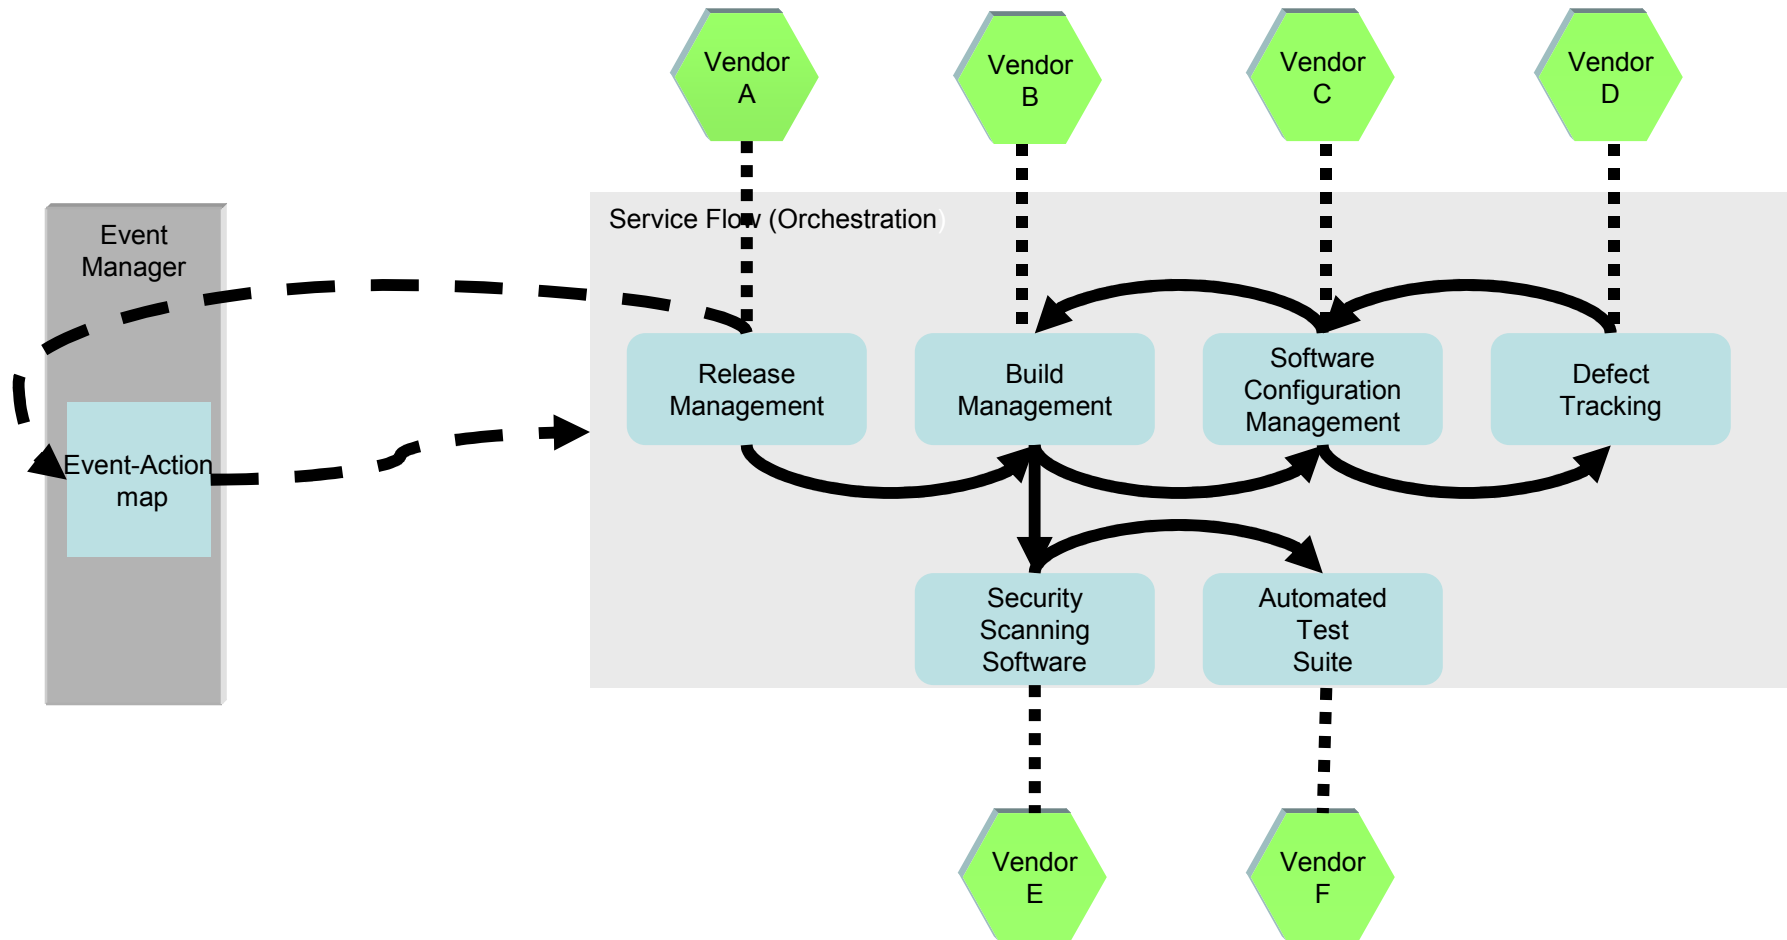 Vendor
A
Vendor
B
Vendor
C
Vendor
D
Event
Manager
Service Flow (Orchestration)
Release
Management
Build
Management
Software
Configuration
Management
Defect
Tracking
Event-Action
map
Security
Scanning
Software
Automated
Test
Suite
Vendor
E
Vendor
F